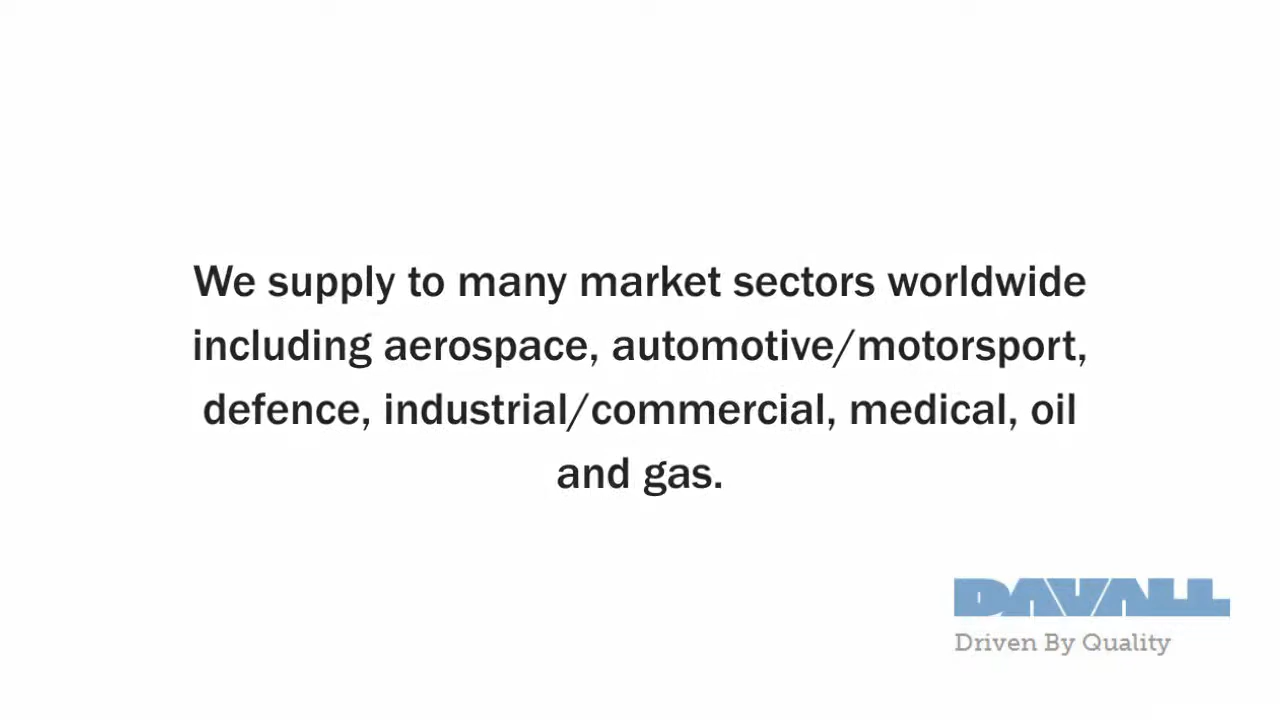 We supply to many market sectors worldwide
including aerospace, automotive/motorsport,
defence, industrial/commercial, medical, oil
and gas.
DAVALL
Driven By Quality